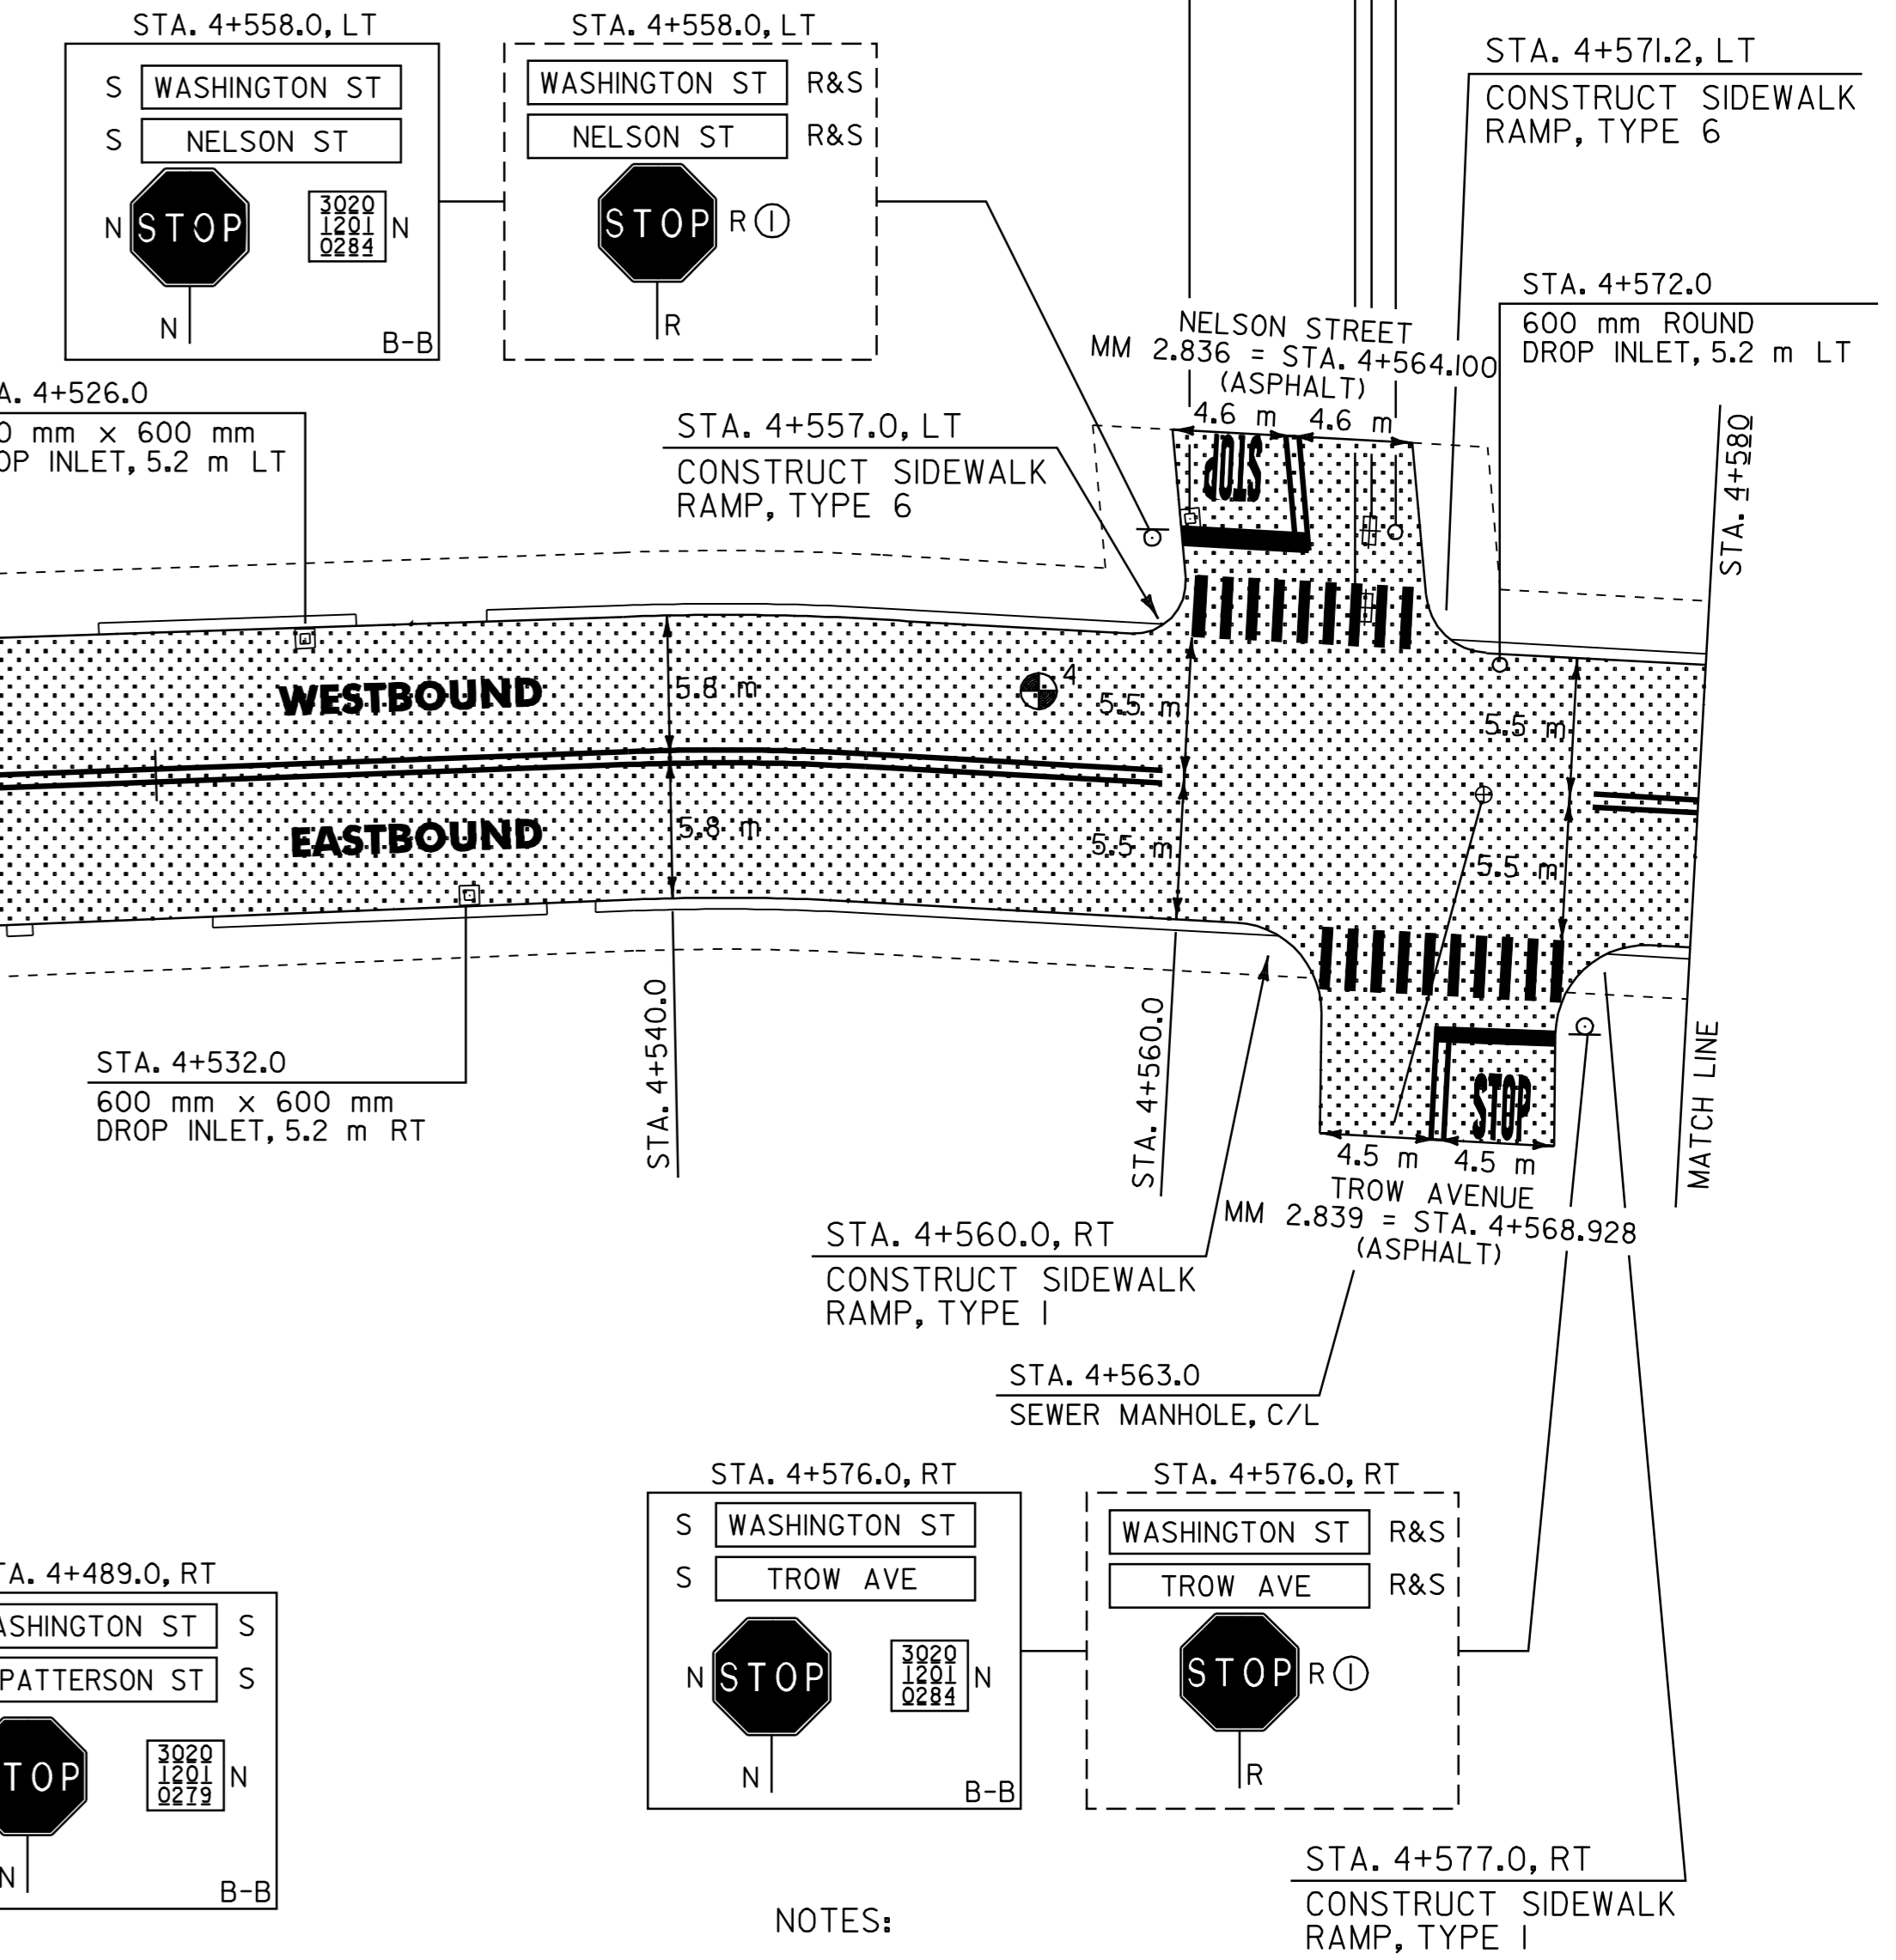 STA. 4+558.0, LT
S WASHINGTON ST
S NELSON ST
N STOP
3020
1201
0284
N
N
B-B
STA. 4+558.0, LT
WASHINGTON ST R&S
NELSON ST R&S
STOP R 1
R
STA. 4+571.2, LT
CONSTRUCT SIDEWALK
RAMP, TYPE 6
STA. 4+572.0
600 mm ROUND
DROP INLET, 5.2 m LT
NELSON STREET
MM 2.836 = STA. 4+564.100
(ASPHALT)
4.6 m 4.6 m
A. 4+526.0
0 mm x 600 mm
OP INLET, 5.2 m LT
STA. 4+557.0, LT
CONSTRUCT SIDEWALK
RAMP, TYPE 6
STOP
STA. 4+580
WESTBOUND
5.8 m
4
5.5 m
5.5 m
EASTBOUND
5.8 m
5.5 m
5.5 m
STA. 4+532.0
600 mm x 600 mm
DROP INLET, 5.2 m RT
STA. 4+540.0
STA. 4+560.0
STOP
MATCH LINE
4.5 m 4.5 m
TROW AVENUE
MM 2.839 = STA. 4+568.928
(ASPHALT)
STA. 4+560.0, RT
CONSTRUCT SIDEWALK
RAMP, TYPE 1
STA. 4+563.0
SEWER MANHOLE, C/L
STA. 4+576.0, RT
S WASHINGTON ST
S TROW AVE
N STOP
3020
1201
0284
N
N
B-B
STA. 4+576.0, RT
WASHINGTON ST R&S
TROW AVE R&S
STOP R 1
R
TA. 4+489.0, RT
ASHINGTON ST S
PATTERSON ST S
TOP
3020
1201
0279
N
N
B-B
STA. 4+577.0, RT
CONSTRUCT SIDEWALK
RAMP, TYPE 1
NOTES: